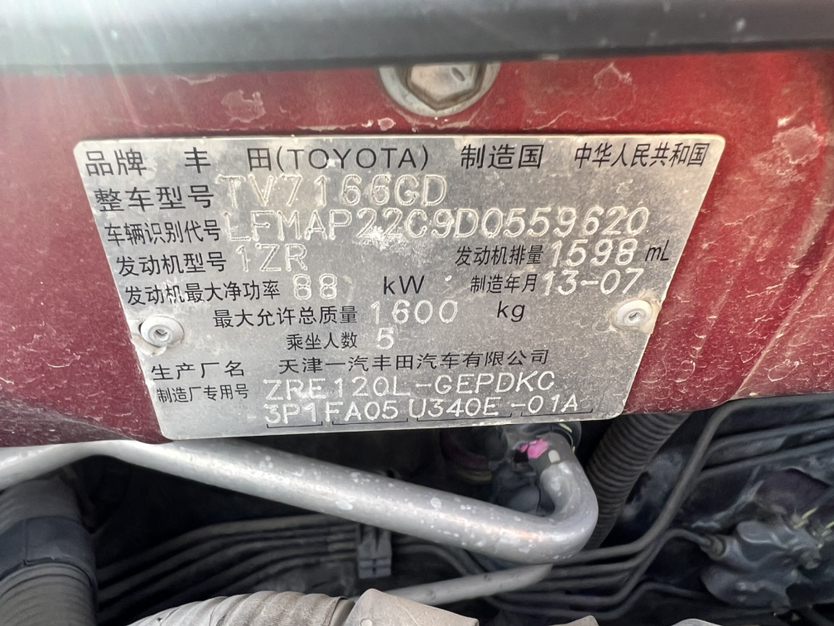 品牌 丰田(TOYOTA) 制造国 中华人民共和国
整车型号 TV7166GD
车辆识别代号 LFMAP22C9D0559620
发动机型号 1ZR 发动机排量 1598 mL
发动机最大净功率 88 kW 制造年月 13-07
最大允许总质量 1600 kg
乘坐人数 5
生产厂名 天津一汽丰田汽车有限公司
制造厂专用号 ZRE120L-GEPDKC
3P1FA05 U340E -01A